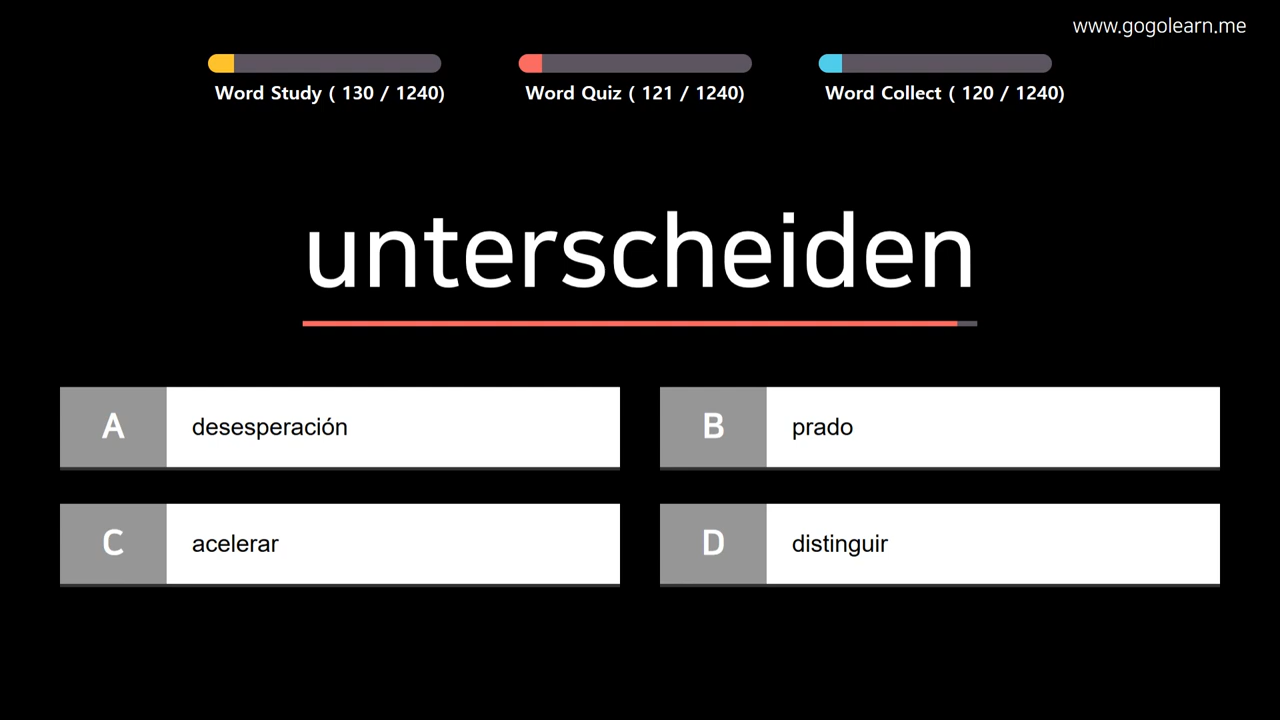 www.gogolearn.me
Word Study ( 130 / 1240)
Word Quiz ( 121 / 1240)
Word Collect ( 120 / 1240)
unterscheiden
A desesperación
B prado
C acelerar
D distinguir